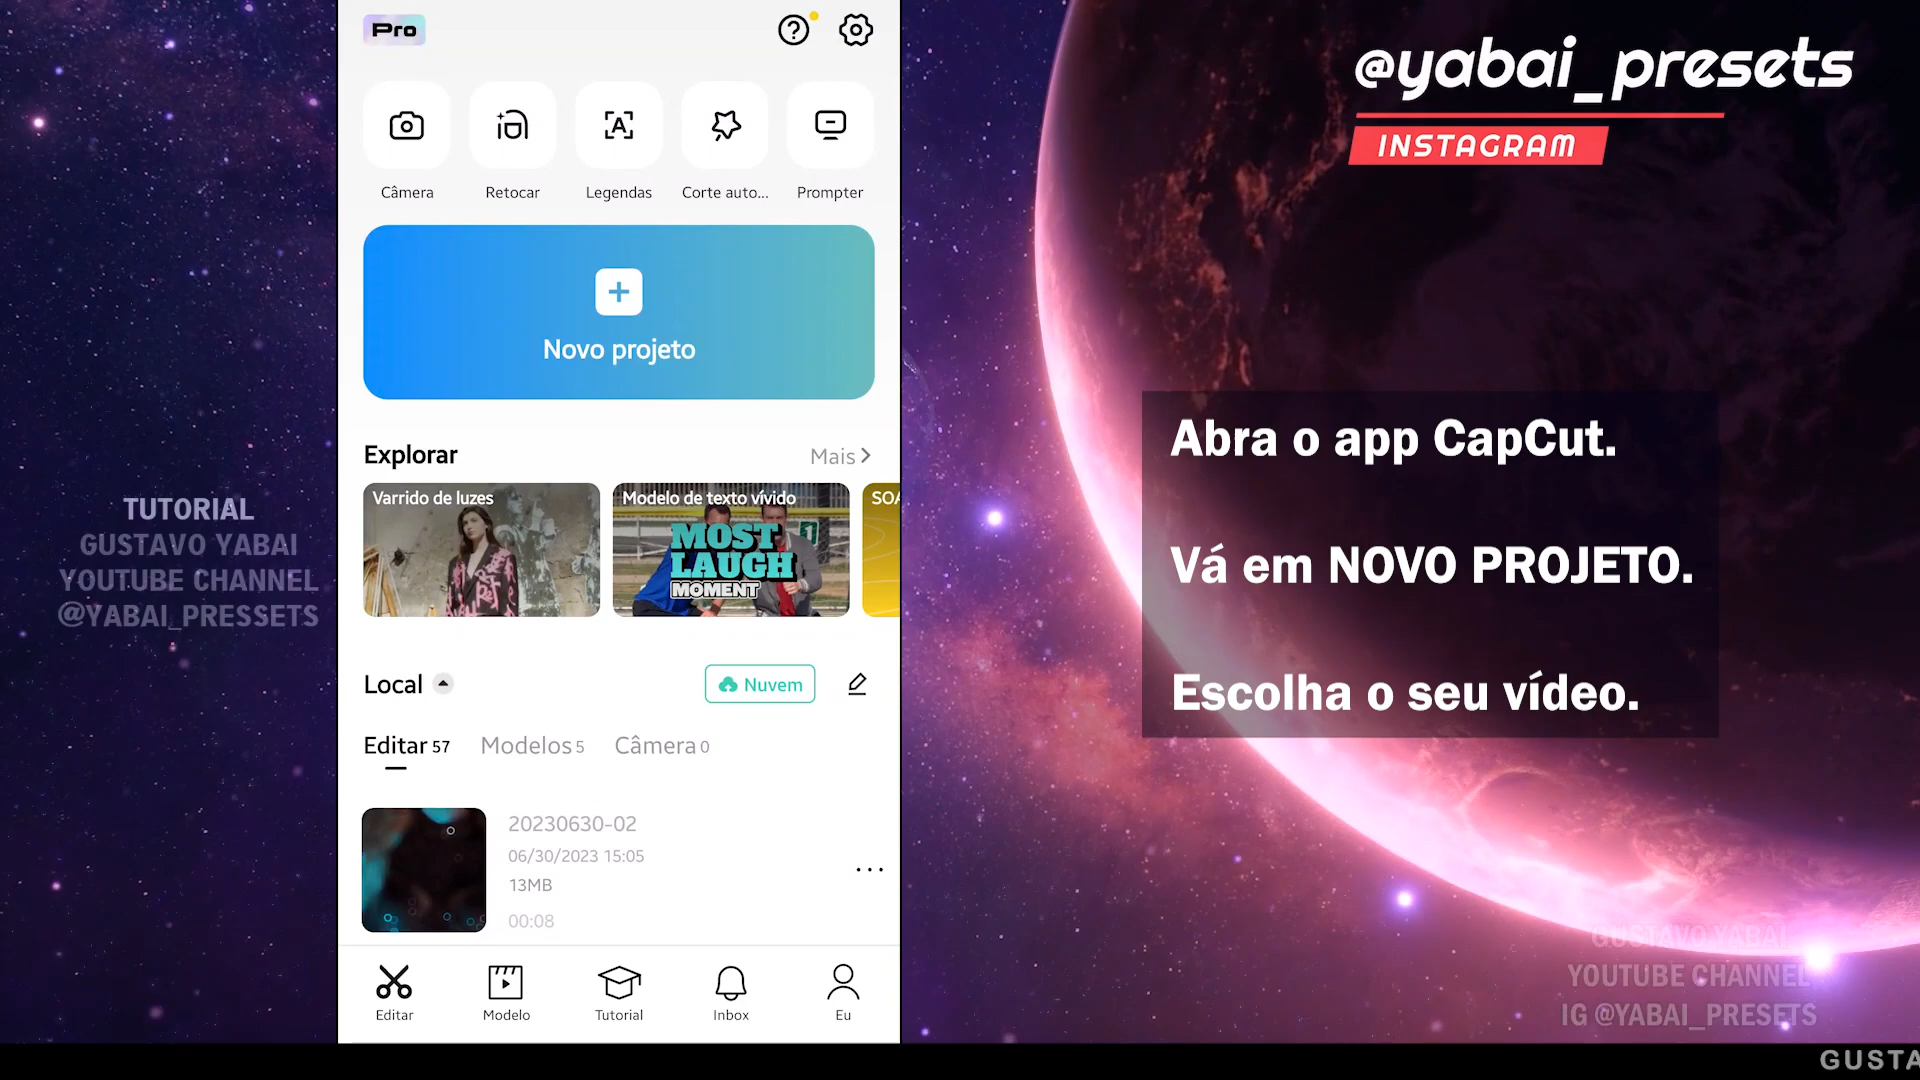 Pro
Câmera
Retocar
Legendas
Corte auto...
Prompter
Novo projeto
Explorar
Mais
Varrido de luzes
Modelo de texto vívido
MOST
LAUGH
MOMENT
SOA
Local
Nuvem
Editar 57
Modelos 5
Câmera 0
20230630-02
06/30/2023 15:05
13MB
00:08
Editar
Modelo
Tutorial
Inbox
Eu
TUTORIAL
GUSTAVO YABAI
YOUTUBE CHANNEL
@YABAI_PRESSETS
@yabai_presets
INSTAGRAM
Abra o app CapCut.
Vá em NOVO PROJETO.
Escolha o seu vídeo.
GUSTAVO YABAI
YOUTUBE CHANNEL
IG @YABAI_PRESETS
GUSTA